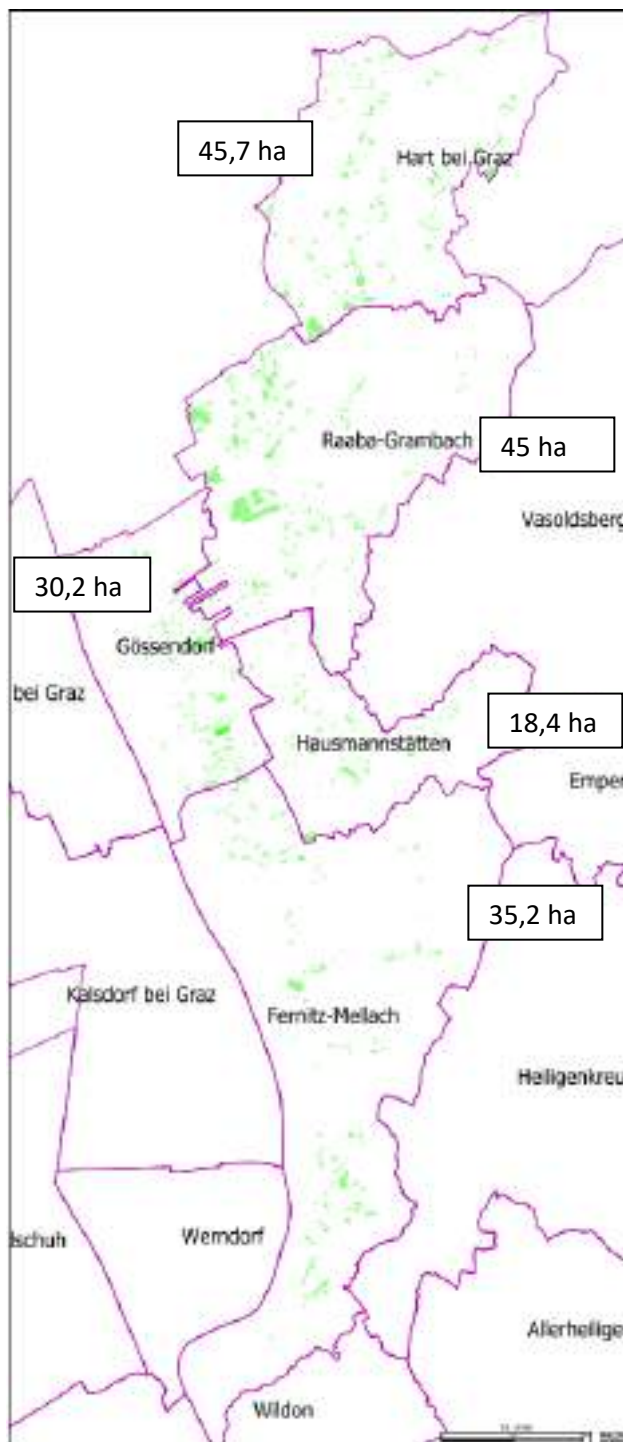 45,7 ha
Hart bei Graz
Raaba-Grambach
45 ha
Vasoldsberg
30,2 ha
Gössendorf
bei Graz
18,4 ha
Hausmannstätten
Emper
35,2 ha
Kalsdorf bei Graz
Fernitz-Mellach
Heiligenkreu
Werndorf
lschuh
Allerheilige
Wildon